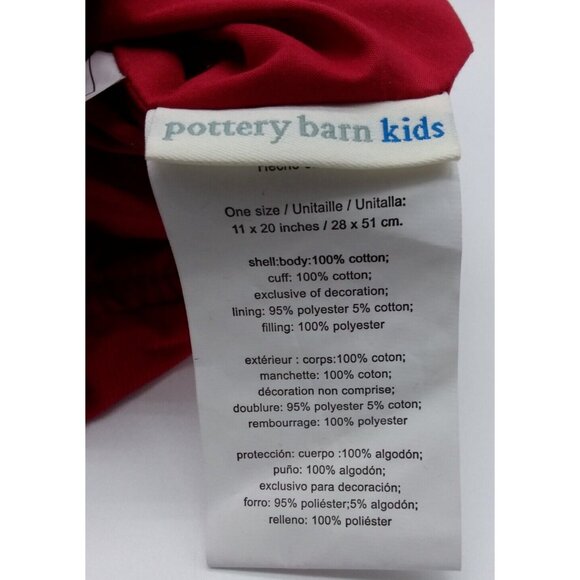 pottery barn kids
One size / Unitaille / Unitalla:
11 x 20 inches / 28 x 51 cm.
shell:body:100% cotton;
cuff: 100% cotton;
exclusive of decoration;
lining: 95% polyester 5% cotton;
filling: 100% polyester
extérieur : corps:100% coton;
manchette: 100% coton;
décoration non comprise;
doublure: 95% polyester 5% coton;
rembourrage: 100% polyester
protección: cuerpo :100% algodón;
puño: 100% algodón;
exclusivo para decoración;
forro: 95% poliéster;5% algodón;
relleno: 100% poliéster